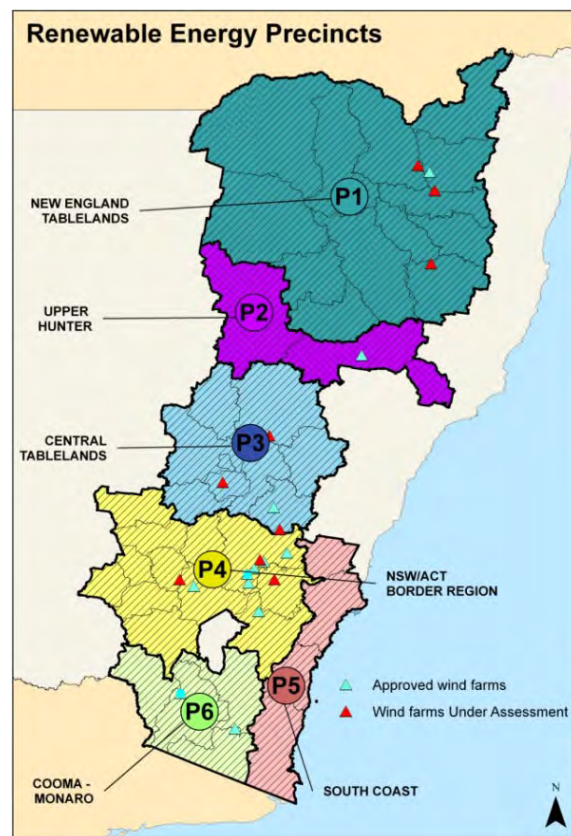 Renewable Energy Precincts
P1
NEW ENGLAND
TABLELANDS
P2
UPPER
HUNTER
P3
CENTRAL
TABLELANDS
P4
NSW/ACT
BORDER REGION
P5
Approved wind farms
Wind farms Under Assessment
P6
COOMA -
MONARO
SOUTH COAST
N